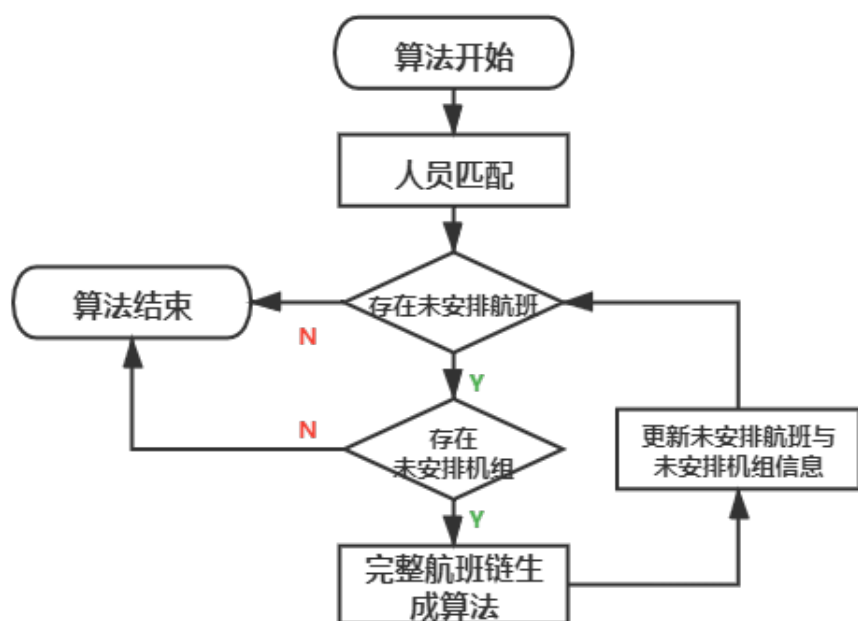 算法开始
人员匹配
存在未安排航班
算法结束
N
Y
存在
未安排机组
N
更新未安排航班与
未安排机组信息
Y
完整航班链生
成算法